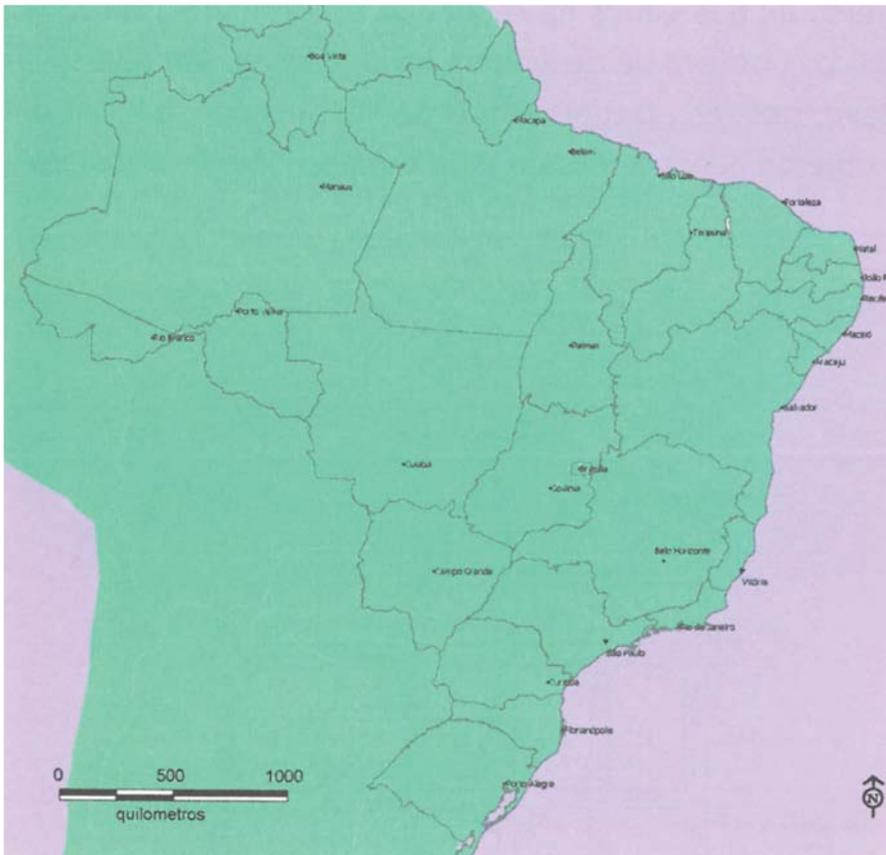 Boa Vista
Macapá
Belém
São Luis
Manaus
Fortaleza
Teresina
Natal
João P
Recife
Porto Velho
Maceió
Rio Branco
Palmas
Aracaju
Salvador
Cuiabá
Brasília
Goiânia
Belo Horizonte
Campo Grande
Vitória
Rio de Janeiro
São Paulo
Curitiba
Florianópolis
0 500 1000
Porto Alegre
quilometros
N